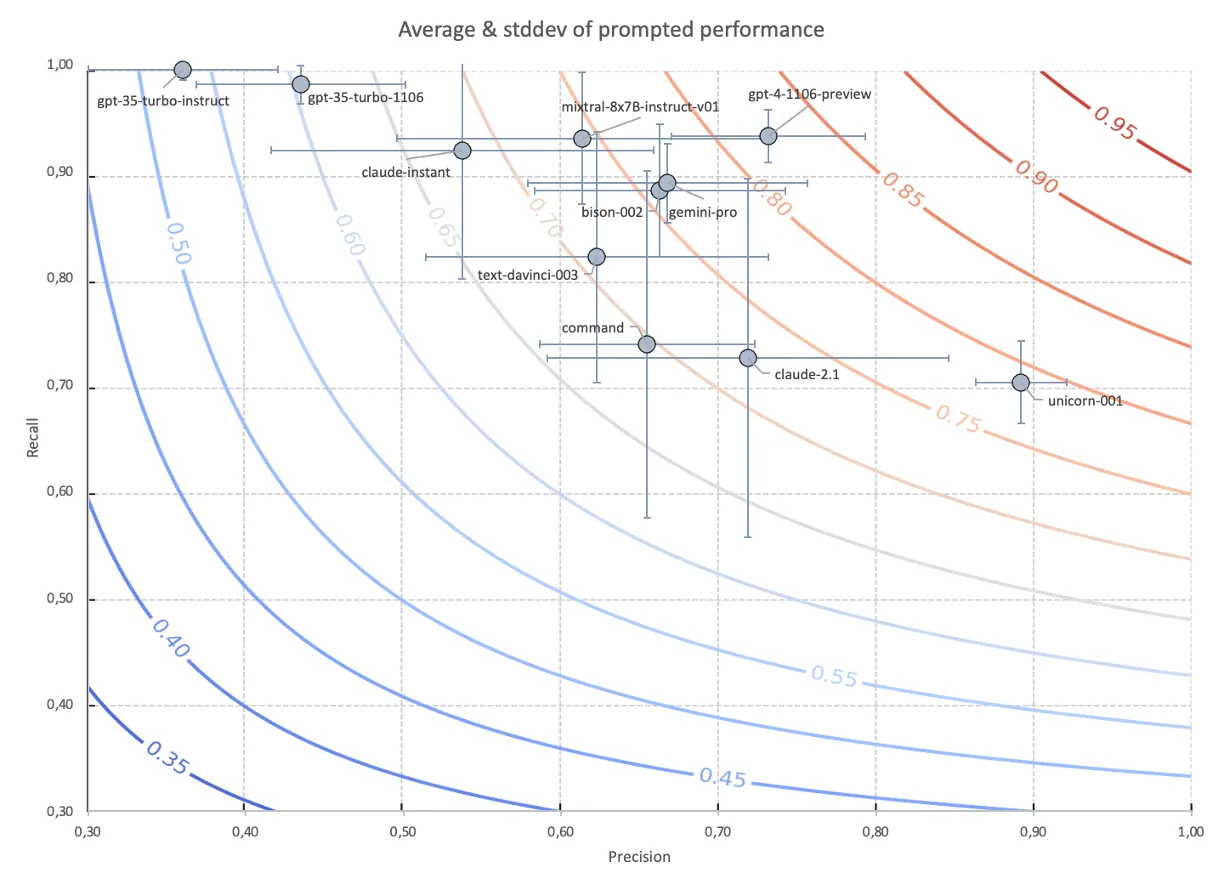 Average & stddev of prompted performance
1,00
gpt-35-turbo-instruct
gpt-35-turbo-1106
mixtral-8x7B-instruct-v01
gpt-4-1106-preview
0.95
claude-instant
0,90
0.90
0.85
0.80
bison-002
gemini-pro
0.50
0.60
0.65
0.70
0,80
text-davinci-003
command
claude-2.1
0,70
unicorn-001
0.75
Recall
0,60
0,50
0.40
0.55
0,40
0.35
0.45
0,30
0,30
0,40
0,50
0,60
0,70
0,80
0,90
1,00
Precision